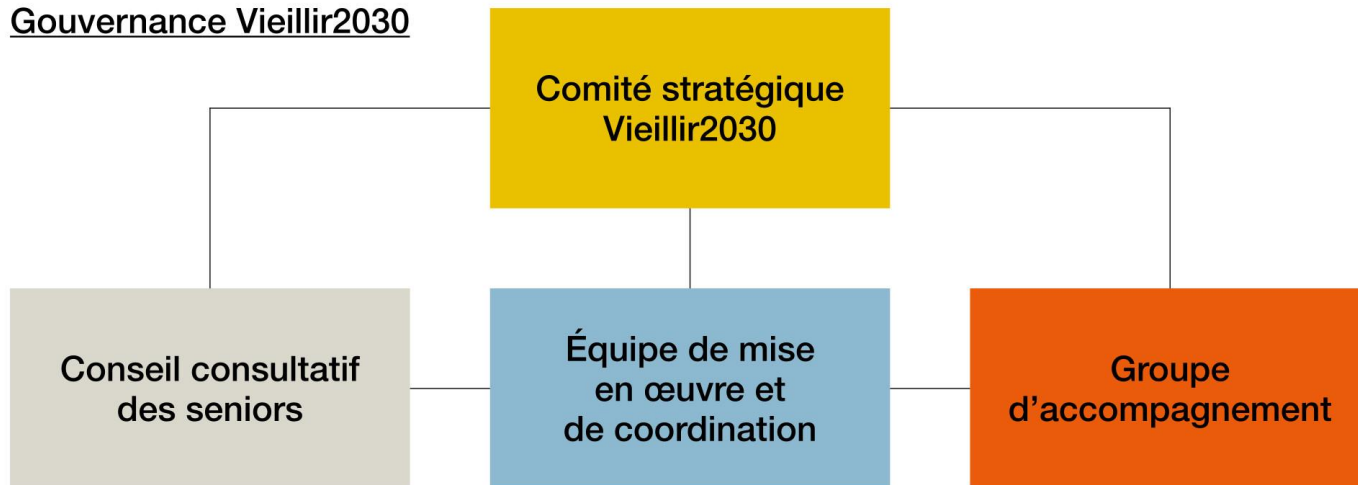 Gouvernance Vieillir2030
Comité stratégique
Vieillir2030
Conseil consultatif
des seniors
Équipe de mise
en œuvre et
de coordination
Groupe
d’accompagnement